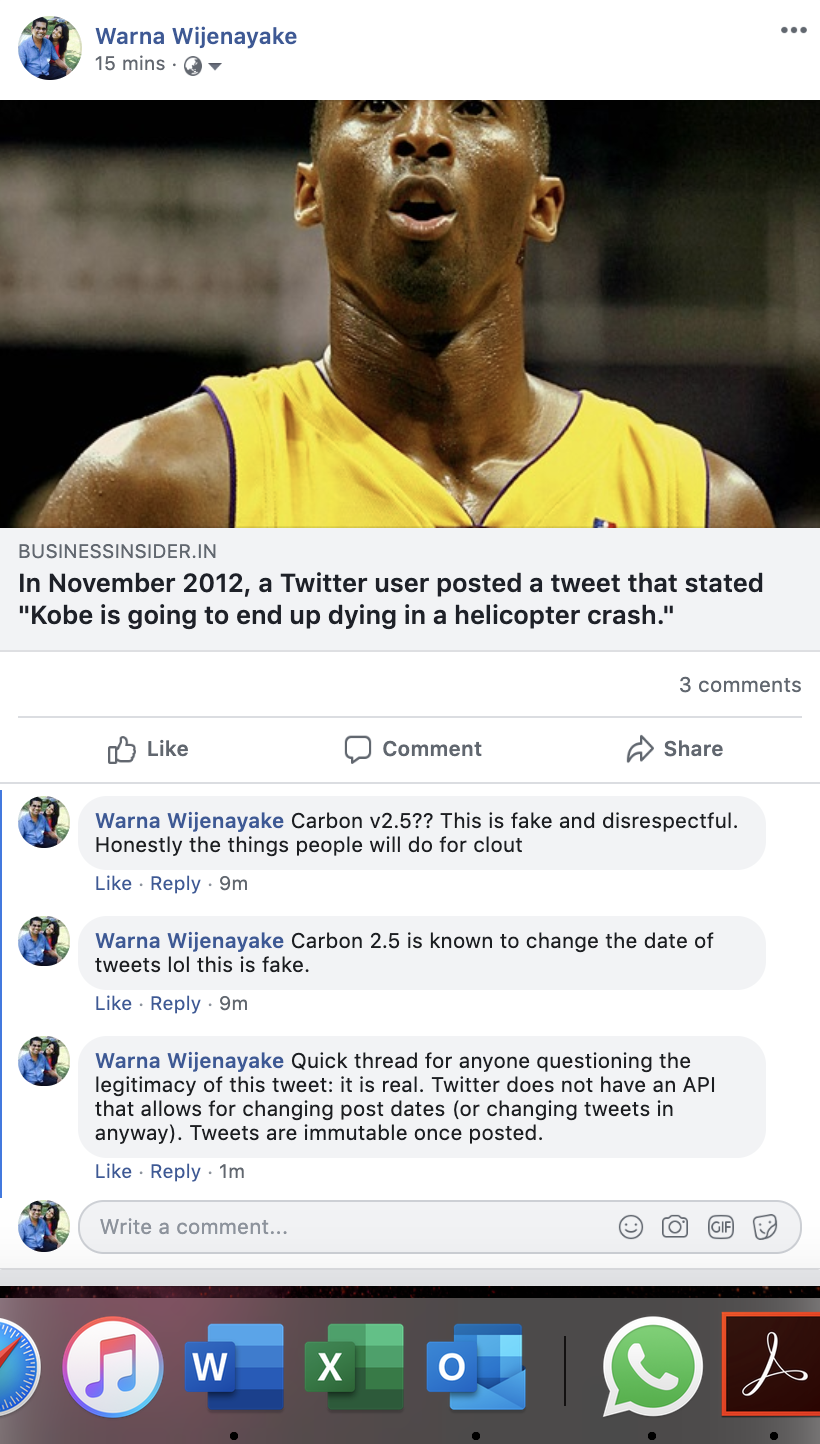 Warna Wijenayake
15 mins ·
BUSINESSINSIDER.IN
In November 2012, a Twitter user posted a tweet that stated
"Kobe is going to end up dying in a helicopter crash."
3 comments
Like Comment Share
Warna Wijenayake Carbon v2.5?? This is fake and disrespectful.
Honestly the things people will do for clout
Like · Reply · 9m
Warna Wijenayake Carbon 2.5 is known to change the date of
tweets lol this is fake.
Like · Reply · 9m
Warna Wijenayake Quick thread for anyone questioning the
legitimacy of this tweet: it is real. Twitter does not have an API
that allows for changing post dates (or changing tweets in
anyway). Tweets are immutable once posted.
Like · Reply · 1m
Write a comment...
GIF
W X O